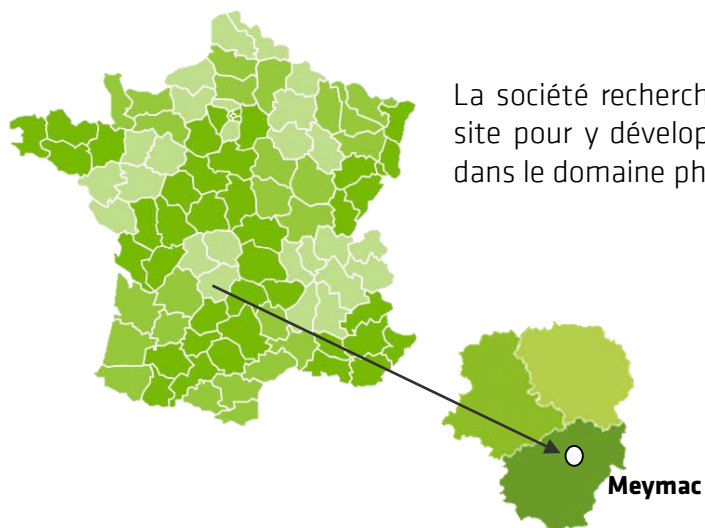 La société recherch
site pour y dévelop
dans le domaine ph
Meymac